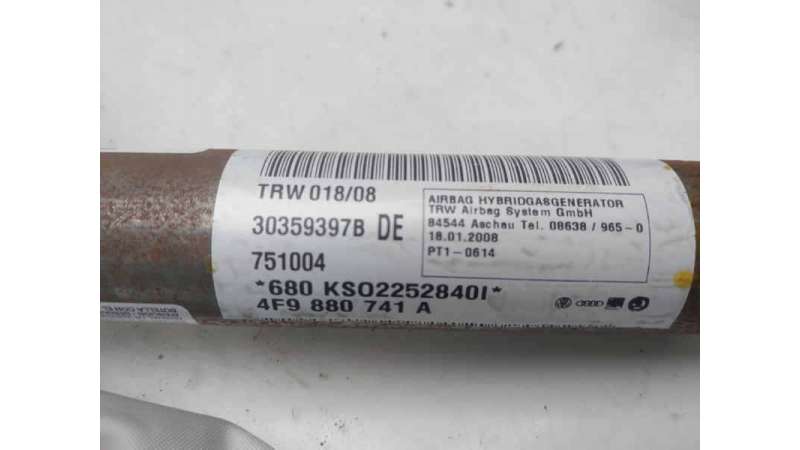 TRW 018/08
30359397B DE
751004
*680 KS02252840I*
4F9 880 741 A
AIRBAG HYBRIDGASGENERATOR
TRW Airbag System GmbH
84544 Aschau Tel. 08638 / 965-0
18.01.2008
PT1-0614